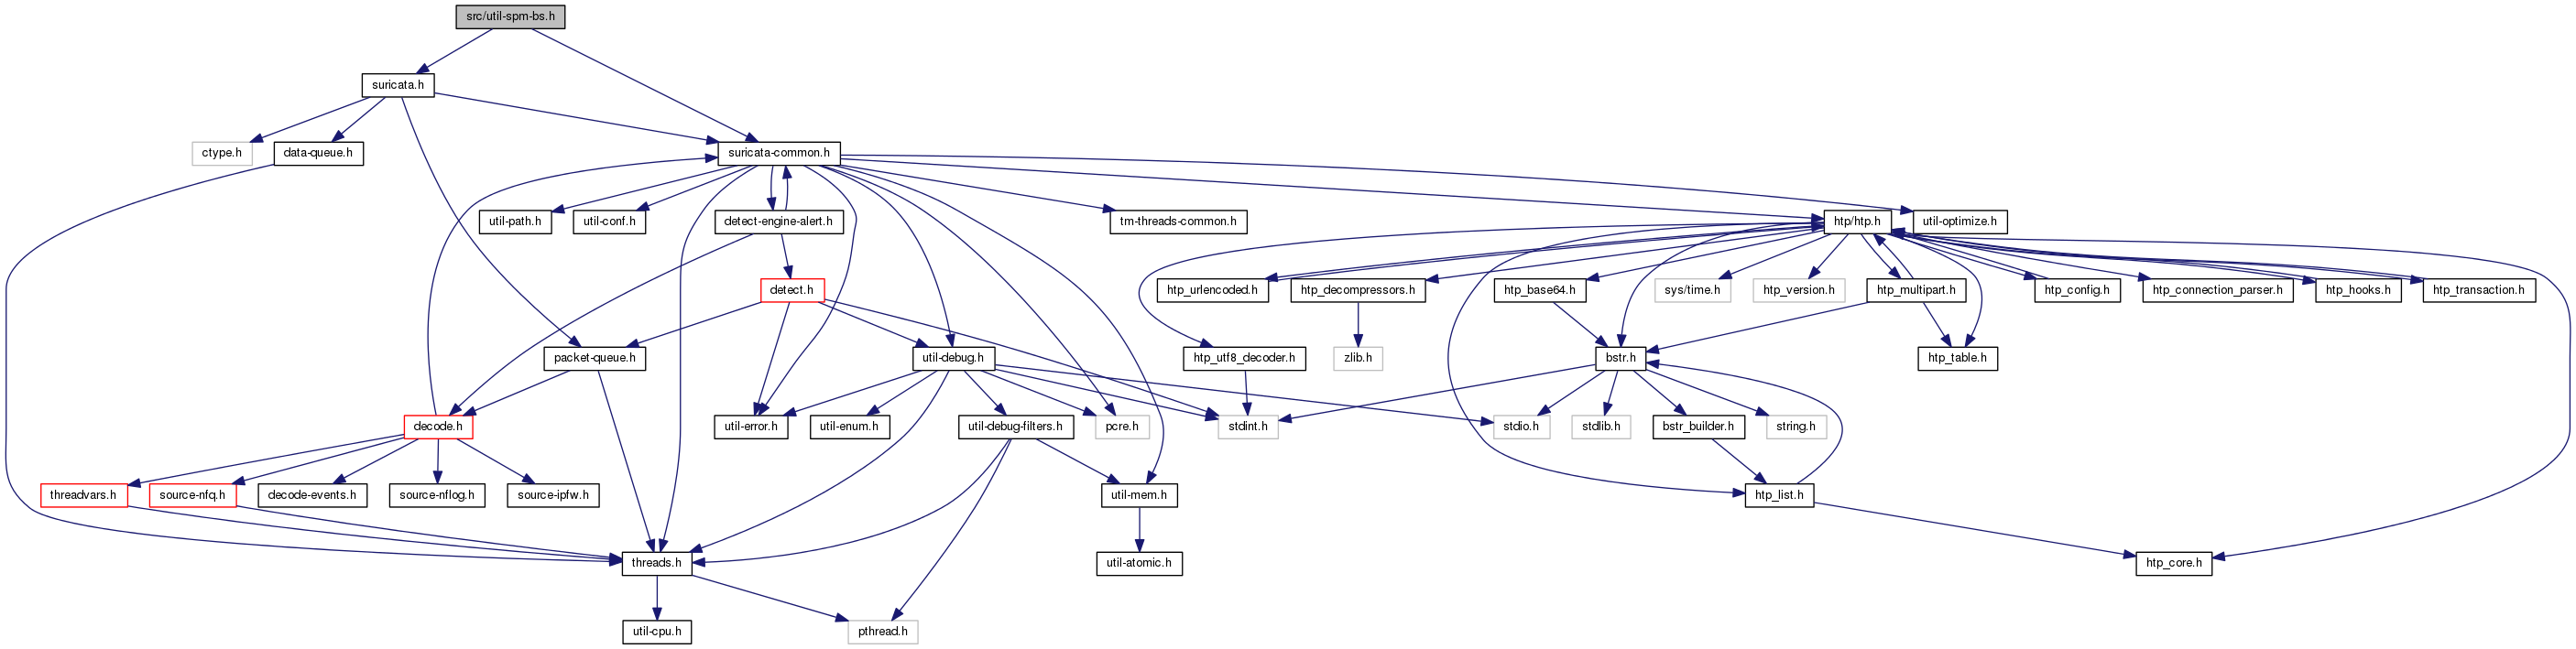 src/util-spm-bs.h
suricata.h
ctype.h
data-queue.h
suricata-common.h
util-path.h
util-conf.h
detect-engine-alert.h
tm-threads-common.h
htp/htp.h
util-optimize.h
detect.h
htp_urlencoded.h
htp_decompressors.h
htp_base64.h
sys/time.h
htp_version.h
htp_multipart.h
htp_config.h
htp_connection_parser.h
htp_hooks.h
htp_transaction.h
packet-queue.h
util-debug.h
htp_utf8_decoder.h
zlib.h
bstr.h
htp_table.h
decode.h
util-error.h
util-enum.h
util-debug-filters.h
pcre.h
stdint.h
stdio.h
stdlib.h
bstr_builder.h
string.h
threadvars.h
source-nfq.h
decode-events.h
source-nflog.h
source-ipfw.h
util-mem.h
htp_list.h
threads.h
util-atomic.h
htp_core.h
util-cpu.h
pthread.h